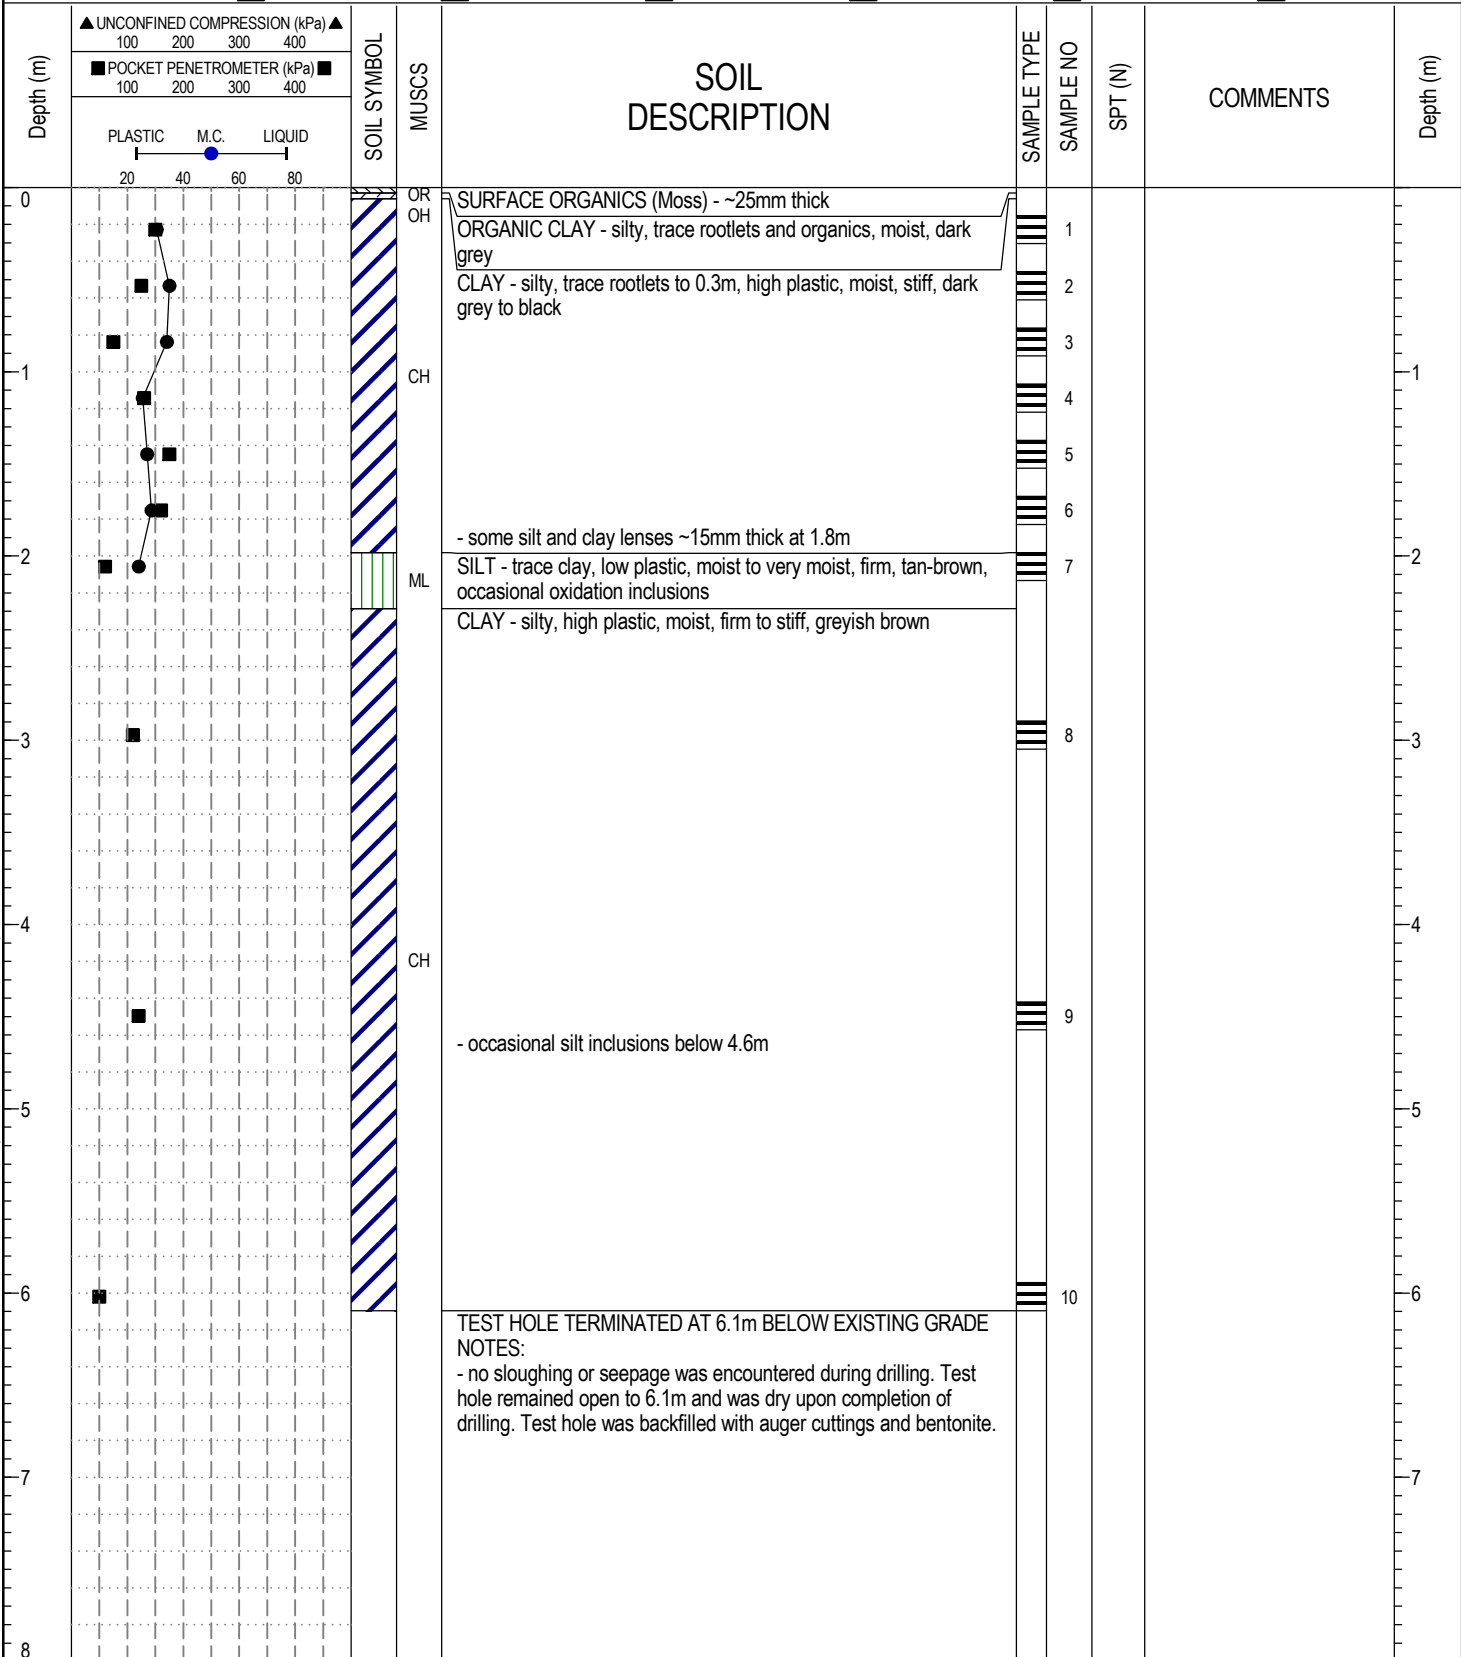 ▲ UNCONFINED COMPRESSION (kPa) ▲
100 200 300 400
■ POCKET PENETROMETER (kPa) ■
100 200 300 400
PLASTIC M.C. LIQUID
20 40 60 80
Depth (m)
SOIL SYMBOL
MUSCS
SOIL
DESCRIPTION
SAMPLE TYPE
SAMPLE NO
SPT (N)
COMMENTS
Depth (m)
0
OR
SURFACE ORGANICS (Moss) - ~25mm thick
OH
ORGANIC CLAY - silty, trace rootlets and organics, moist, dark
grey
1
CLAY - silty, trace rootlets to 0.3m, high plastic, moist, stiff, dark
grey to black
2
3
1
CH
1
4
5
6
- some silt and clay lenses ~15mm thick at 1.8m
2
ML
SILT - trace clay, low plastic, moist to very moist, firm, tan-brown,
occasional oxidation inclusions
7
2
CLAY - silty, high plastic, moist, firm to stiff, greyish brown
3
8
3
4
4
CH
9
- occasional silt inclusions below 4.6m
5
5
6
10
6
TEST HOLE TERMINATED AT 6.1m BELOW EXISTING GRADE
NOTES:
- no sloughing or seepage was encountered during drilling. Test
hole remained open to 6.1m and was dry upon completion of
drilling. Test hole was backfilled with auger cuttings and bentonite.
7
7
8